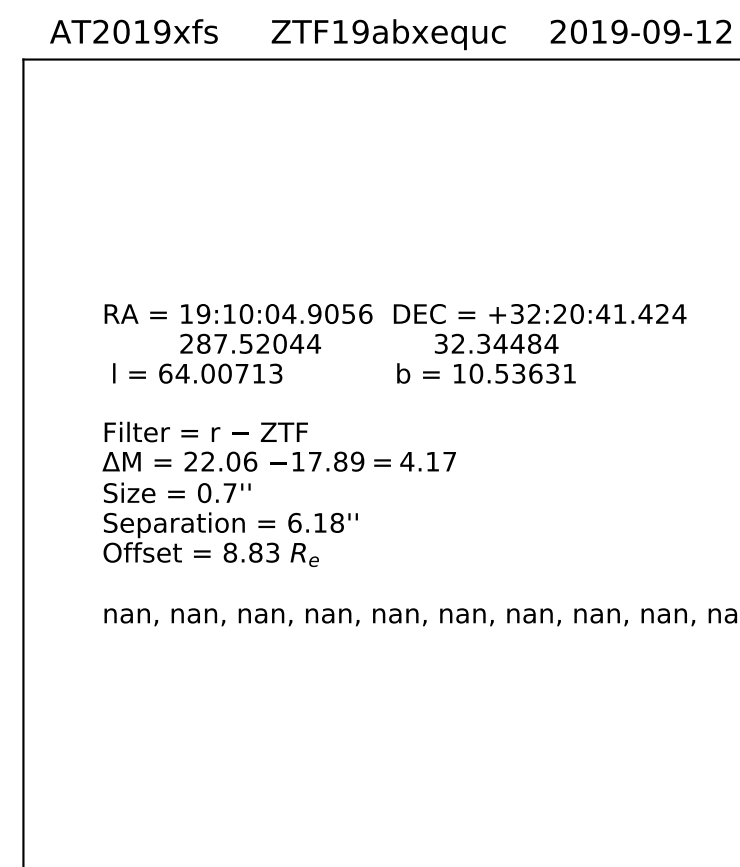 AT2019xfs ZTF19abxequc 2019-09-12
RA = 19:10:04.9056 DEC = +32:20:41.424
287.52044 32.34484
l = 64.00713 b = 10.53631
Filter = r − ZTF
ΔM = 22.06 −17.89 = 4.17
Size = 0.7''
Separation = 6.18''
Offset = 8.83 Re
nan, nan, nan, nan, nan, nan, nan, nan, nan, na